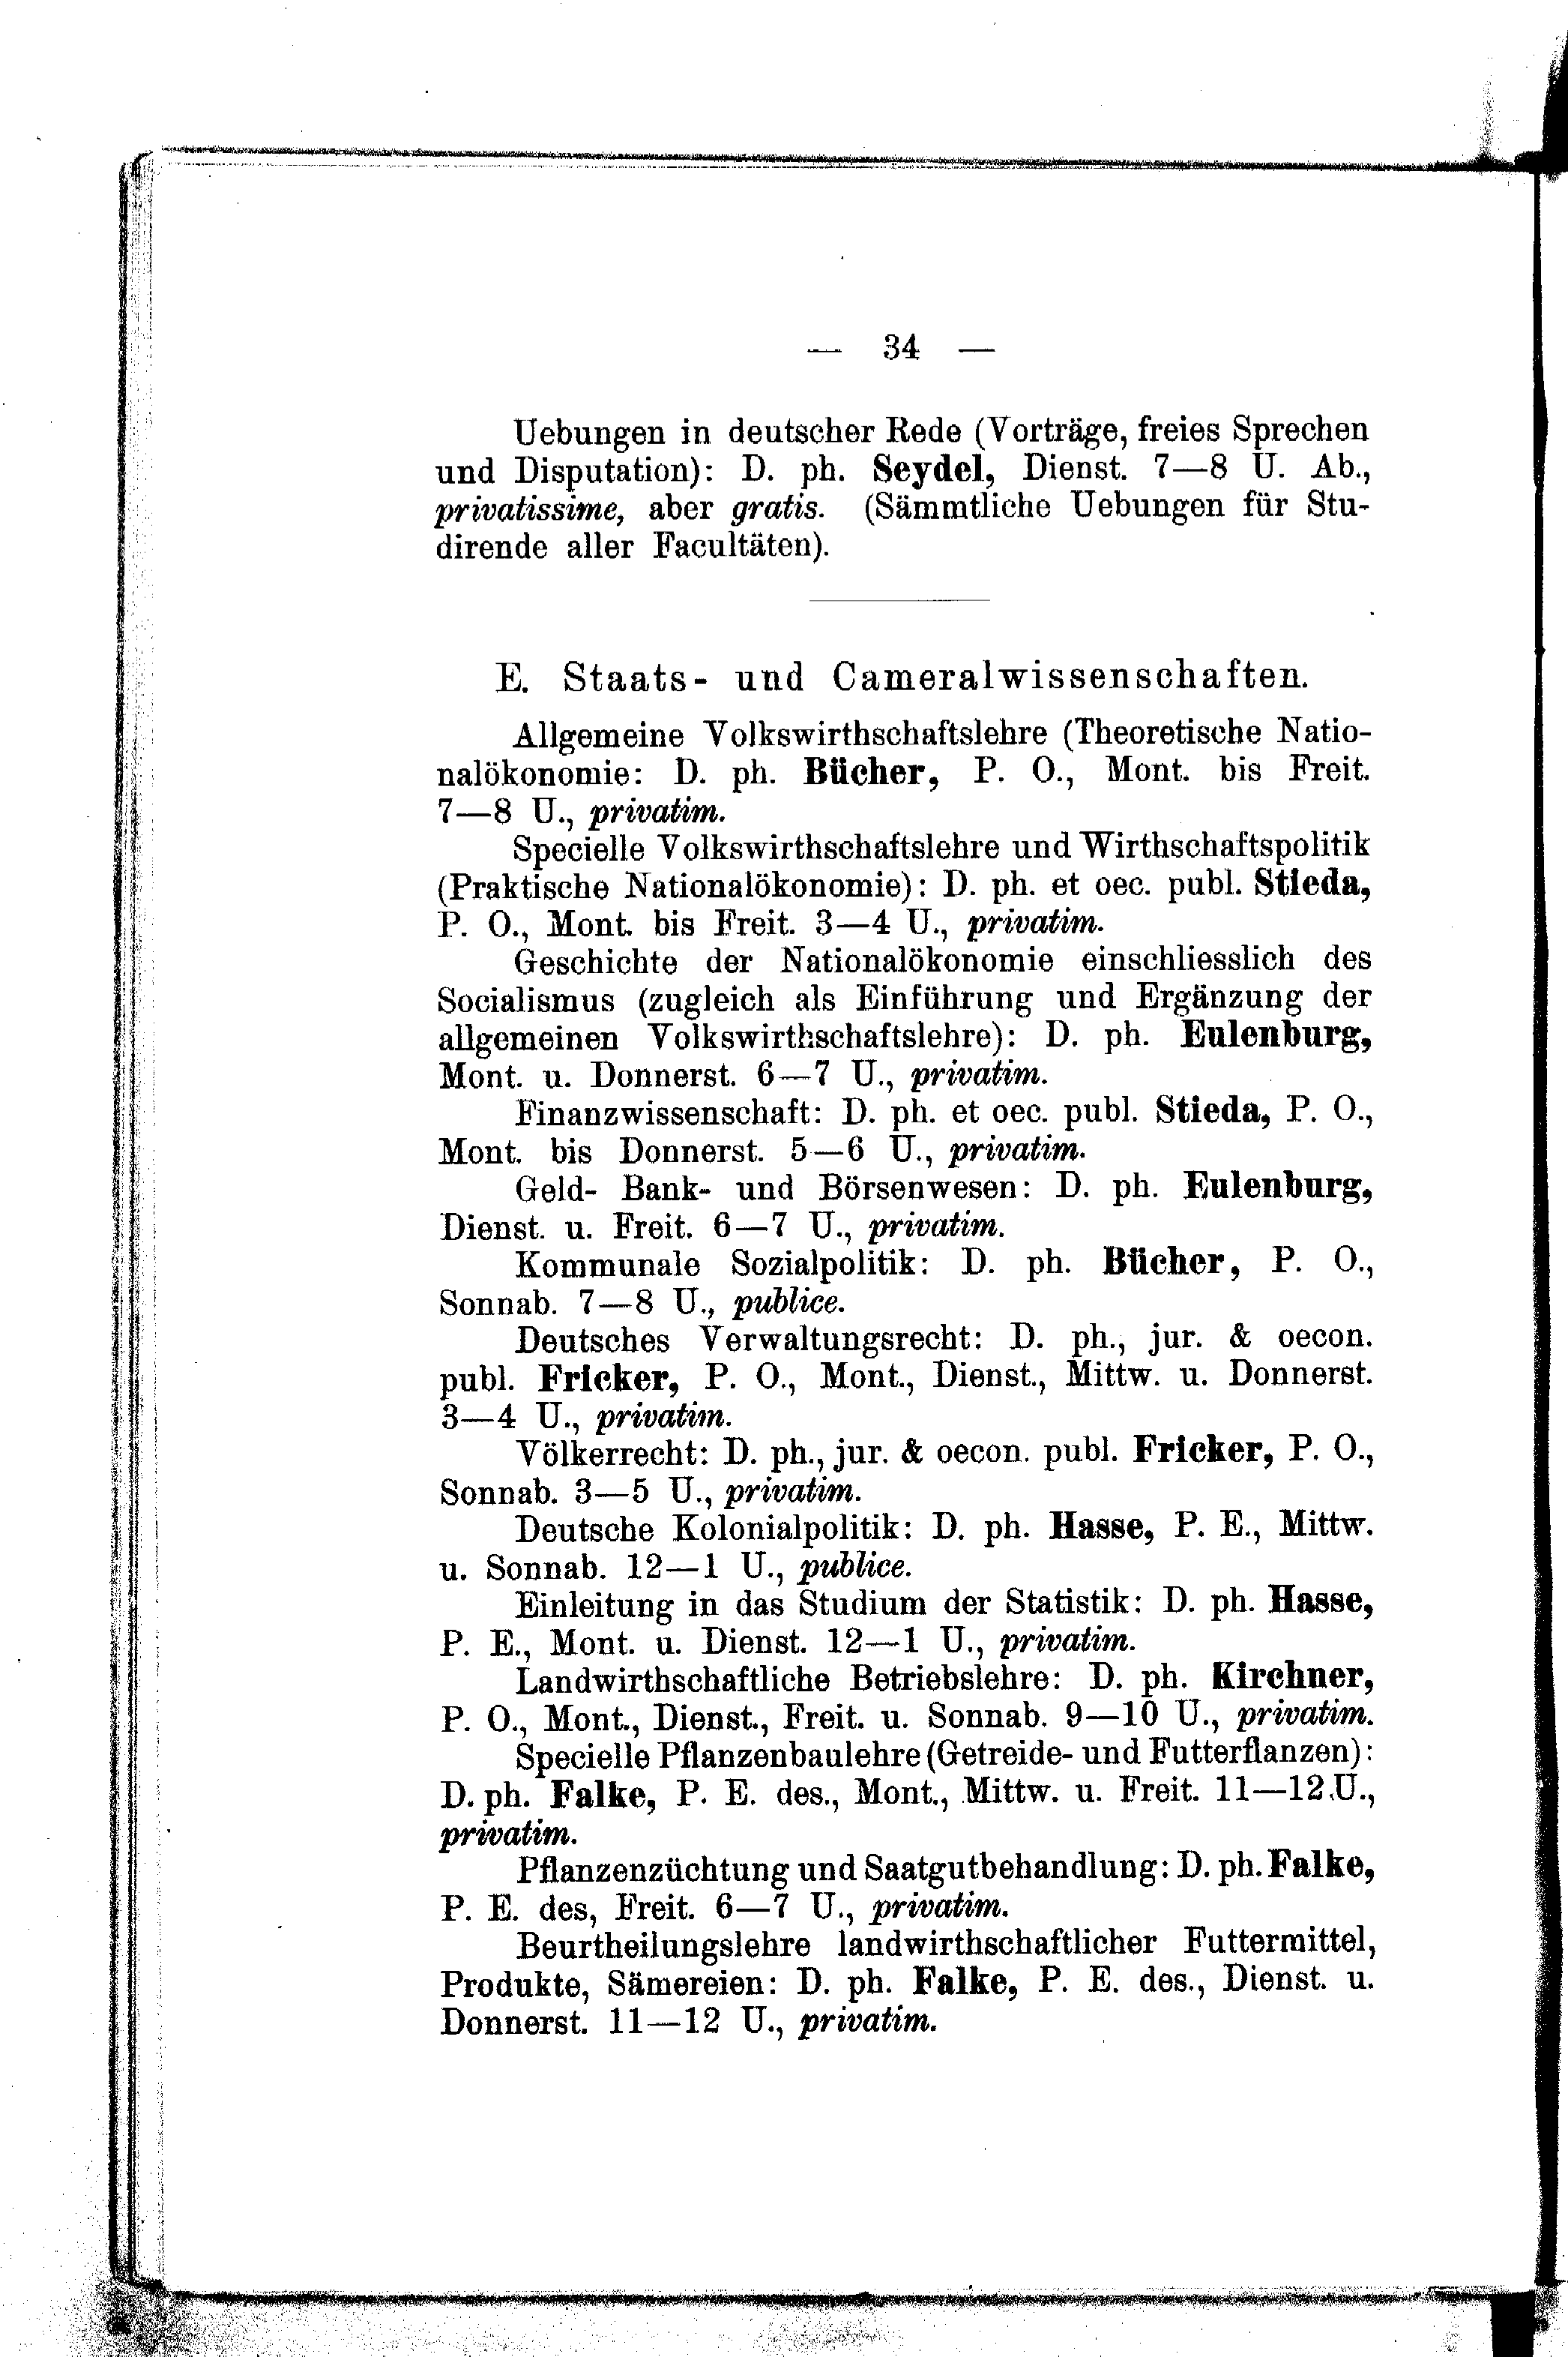 — 34 —
Uebungen in deutscher Rede (Vorträge, freies Sprechen
und Disputation): D. ph. Seydel, Dienst. 7—8 U. Ab.,
privatissime, aber gratis. (Sämmtliche Uebungen für Stu-
dirende aller Facultäten).
E. Staats- und Cameralwissenschaften.
Allgemeine Volkswirthschaftslehre (Theoretische Natio-
nalökonomie: D. ph. Bücher, P. O., Mont. bis Freit.
7—8 U., privatim.
Specielle Volkswirthschaftslehre und Wirthschaftspolitik
(Praktische Nationalökonomie): D. ph. et oec. publ. Stieda,
P. O., Mont. bis Freit. 3—4 U., privatim.
Geschichte der Nationalökonomie einschliesslich des
Socialismus (zugleich als Einführung und Ergänzung der
allgemeinen Volkswirthschaftslehre): D. ph. Eulenburg,
Mont. u. Donnerst. 6—7 U., privatim.
Finanzwissenschaft: D. ph. et oec. publ. Stieda, P. O.,
Mont. bis Donnerst. 5—6 U., privatim.
Geld- Bank- und Börsenwesen: D. ph. Eulenburg,
Dienst. u. Freit. 6—7 U., privatim.
Kommunale Sozialpolitik: D. ph. Bücher, P. O.,
Sonnab. 7—8 U., publice.
Deutsches Verwaltungsrecht: D. ph., jur. & oecon.
publ. Fricker, P. O., Mont., Dienst., Mittw. u. Donnerst.
3—4 U., privatim.
Völkerrecht: D. ph., jur. & oecon. publ. Fricker, P. O.,
Sonnab. 3—5 U., privatim.
Deutsche Kolonialpolitik: D. ph. Hasse, P. E., Mittw.
u. Sonnab. 12—1 U., publice.
Einleitung in das Studium der Statistik: D. ph. Hasse,
P. E., Mont. u. Dienst. 12—1 U., privatim.
Landwirthschaftliche Betriebslehre: D. ph. Kirchner,
P. O., Mont., Dienst., Freit. u. Sonnab. 9—10 U., privatim.
Specielle Pflanzenbaulehre (Getreide- und Futterflanzen):
D. ph. Falke, P. E. des., Mont., Mittw. u. Freit. 11—12 U.,
privatim.
Pflanzenzüchtung und Saatgutbehandlung: D. ph. Falke,
P. E. des, Freit. 6—7 U., privatim.
Beurtheilungslehre landwirthschaftlicher Futtermittel,
Produkte, Sämereien: D. ph. Falke, P. E. des., Dienst. u.
Donnerst. 11—12 U., privatim.